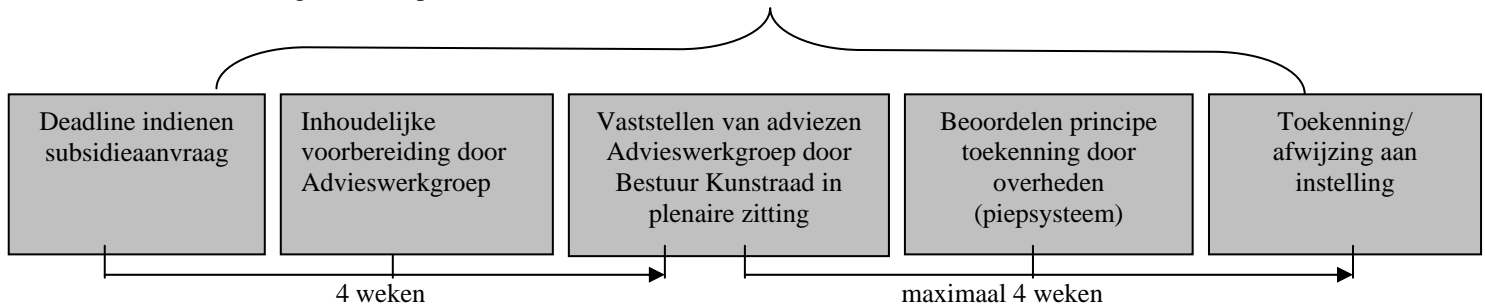 Deadline indienen
subsidieaanvraag
Inhoudelijke
voorbereiding door
Advieswerkgroep
Vaststellen van adviezen
Advieswerkgroep door
Bestuur Kunstraad in
plenaire zitting
Beoordelen principe
toekenning door
overheden
(piepsysteem)
Toekenning/
afwijzing aan
instelling
4 weken
maximaal 4 weken